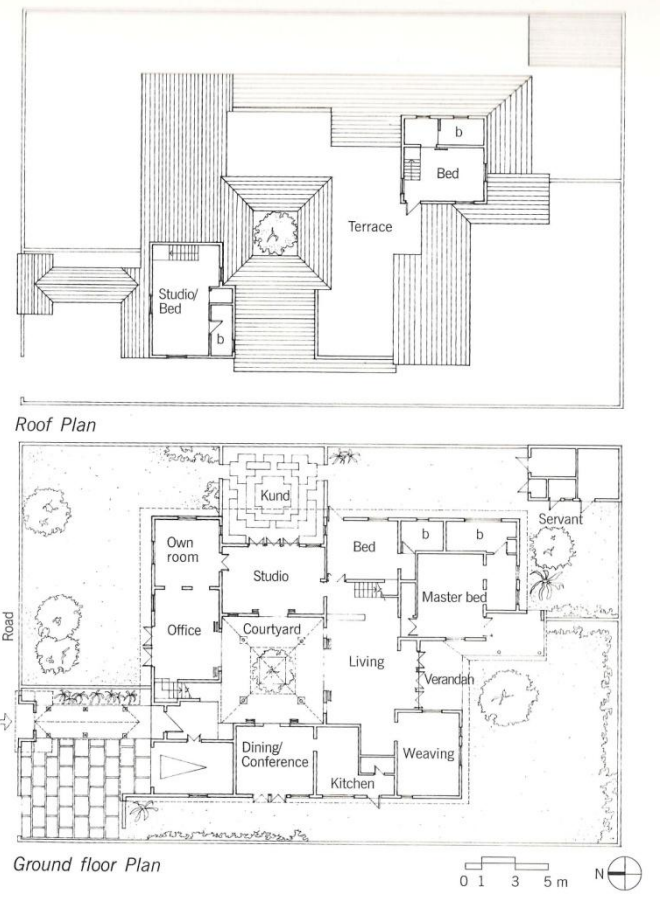 b
Bed
Terrace
Studio/
Bed
b
Roof Plan
Kund
Servant
Own
room
Bed
b
b
Studio
Master bed
Office
Courtyard
Road
Living
Verandah
Dining/
Conference
Weaving
Kitchen
Ground floor Plan
0 1 3 5 m
N